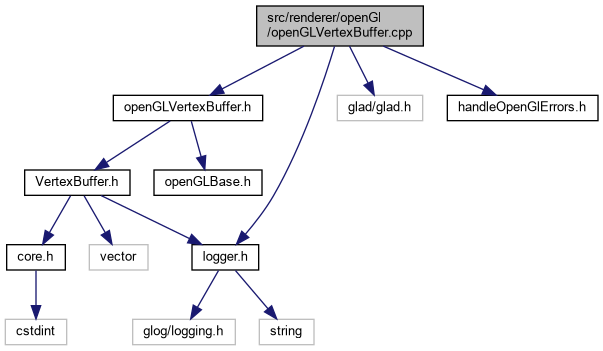 src/renderer/openGl
/openGLVertexBuffer.cpp
openGLVertexBuffer.h
glad/glad.h
handleOpenGlErrors.h
VertexBuffer.h
openGLBase.h
core.h
vector
logger.h
cstdint
glog/logging.h
string